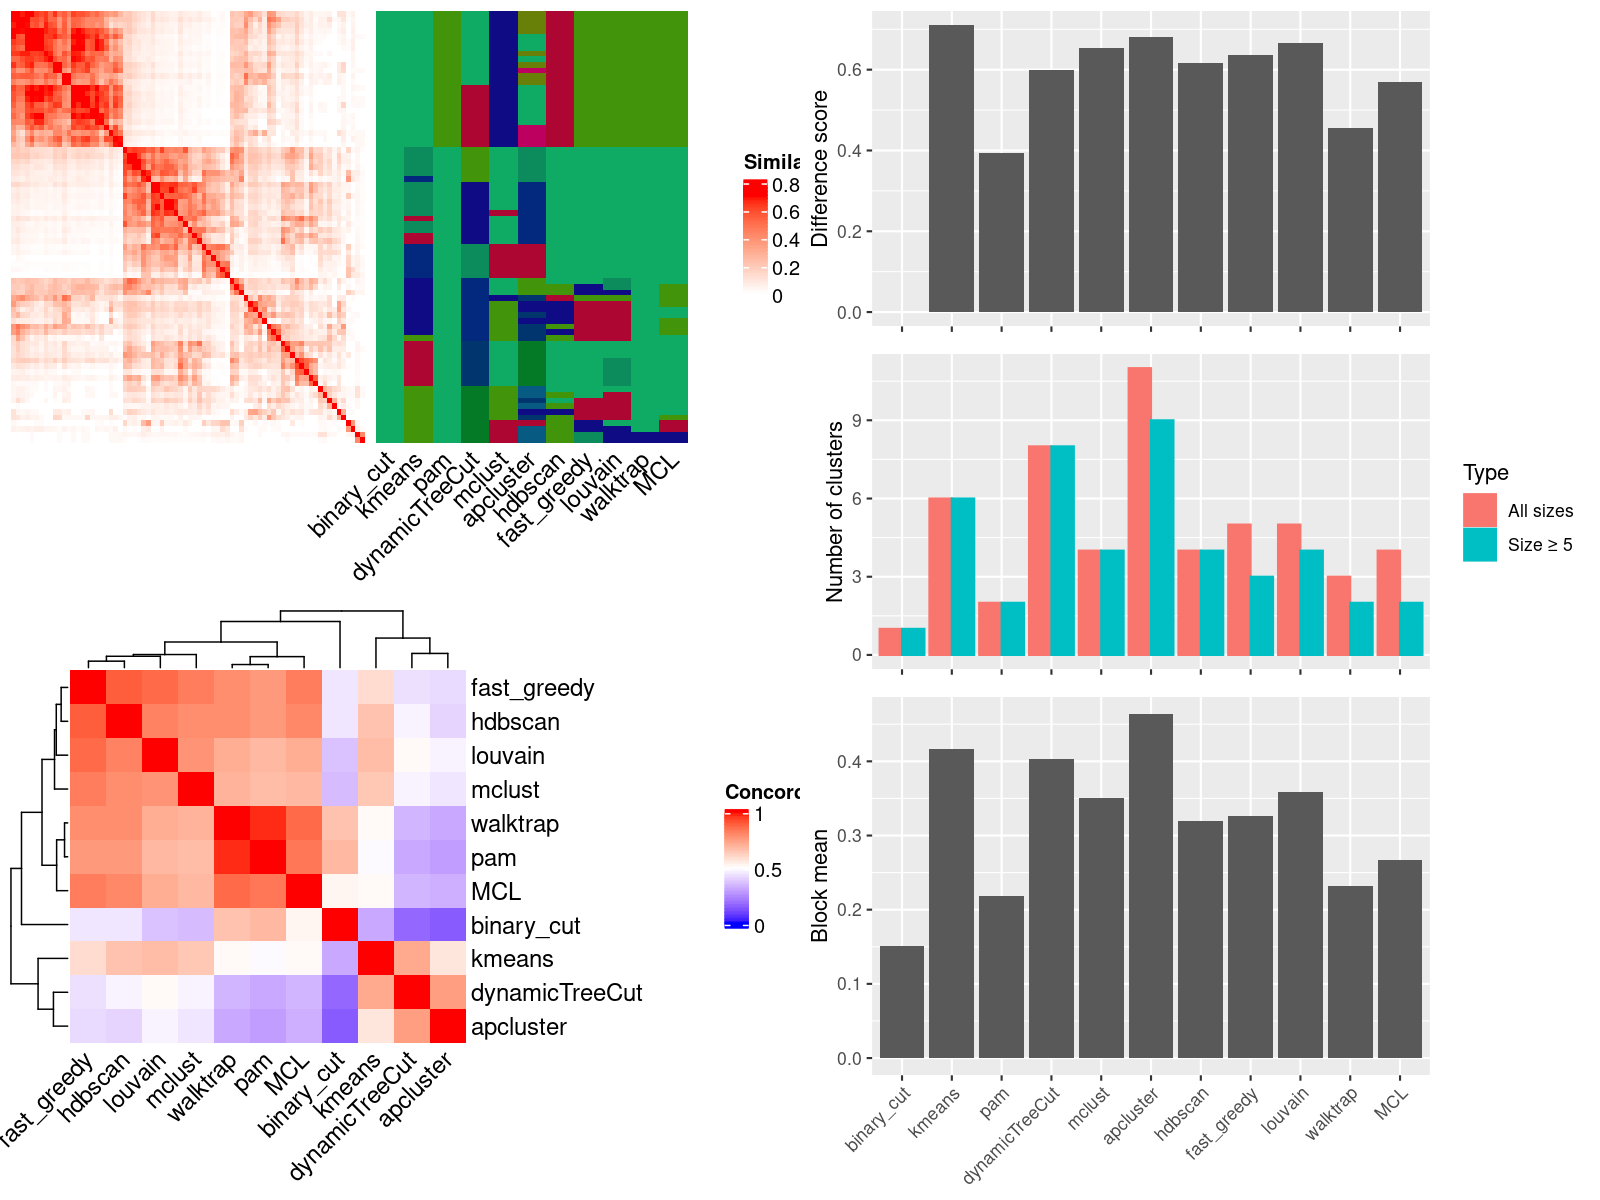 Simila
0.8
0.6
0.4
0.2
0
binary_cut
kmeans
pam
dynamicTreeCut
mclust
apcluster
hdbscan
fast_greedy
louvain
walktrap
MCL
Difference score
0.6
0.4
0.2
0.0
Number of clusters
9
6
3
0
Type
All sizes
Size ≥ 5
fast_greedy
hdbscan
louvain
mclust
walktrap
pam
MCL
binary_cut
kmeans
dynamicTreeCut
apcluster
fast_greedy
hdbscan
louvain
mclust
walktrap
pam
MCL
binary_cut
kmeans
dynamicTreeCut
apcluster
Concord
1
0.5
0
Block mean
0.4
0.3
0.2
0.1
0.0
binary_cut
kmeans
pam
dynamicTreeCut
mclust
apcluster
hdbscan
fast_greedy
louvain
walktrap
MCL